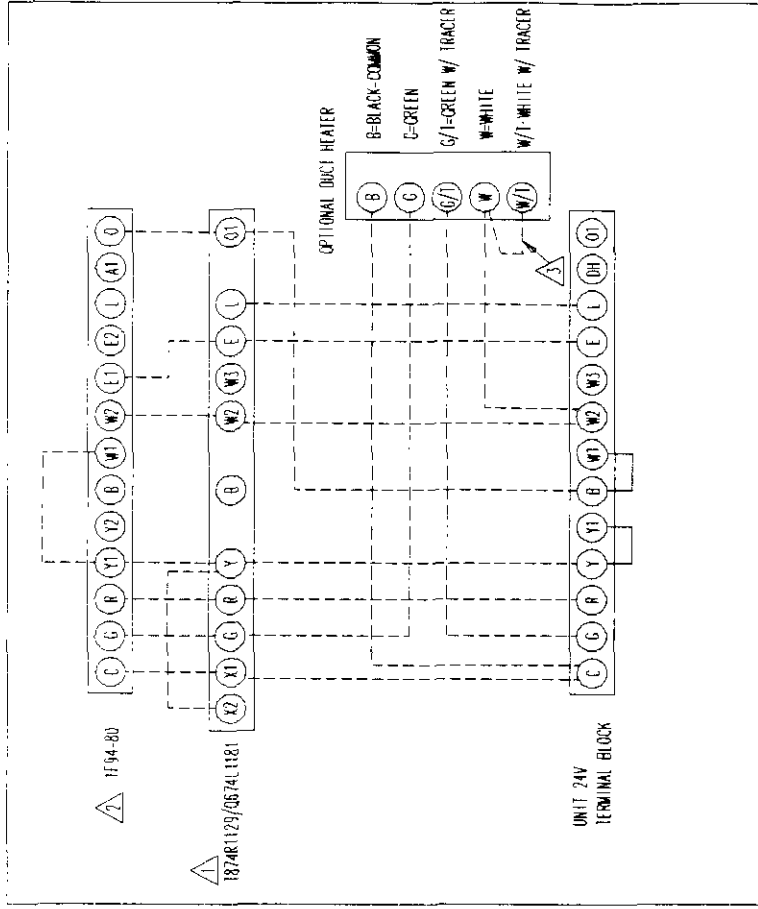 1F94-80
2
C G R Y1 Y2 B W1 W2 E1 E2 L A1 O
1
T874R1129/Q674L1181
X2 X1 G R Y B W2 W3 E L O1
OPTIONAL DUCT HEATER
B=BLACK-COMMON
G=GREEN
G/T=GREEN W/ TRACER
W=WHITE
W/T-WHITE W/ TRACER
B
G
G/T
W
W/T
3
UNIT 24V
TERMINAL BLOCK
C G R Y Y1 B W1 W2 W3 E L DH O1